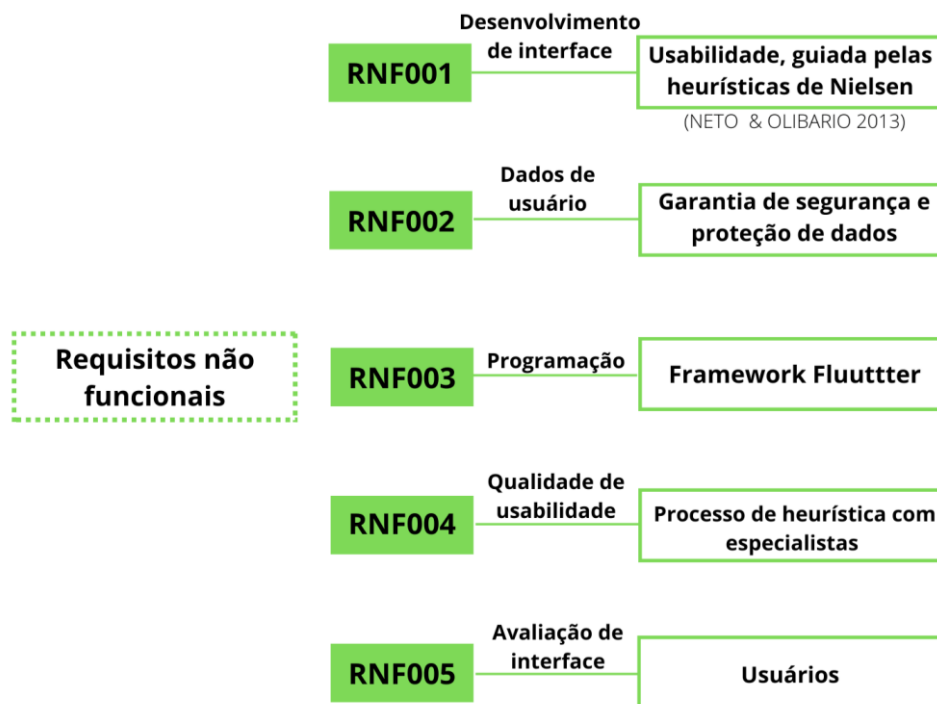 Requisitos não
funcionais
RNF001
Desenvolvimento
de interface
Usabilidade, guiada pelas
heurísticas de Nielsen
(NETO & OLIBARIO 2013)
RNF002
Dados de
usuário
Garantia de segurança e
proteção de dados
RNF003
Programação
Framework Fluuttter
RNF004
Qualidade de
usabilidade
Processo de heurística com
especialistas
RNF005
Avaliação de
interface
Usuários